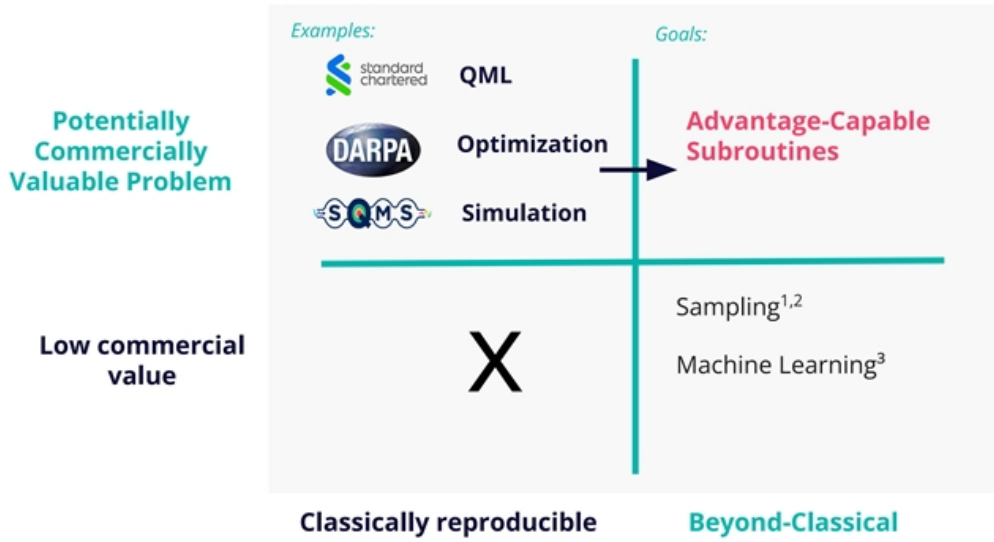 Examples:
Goals:
standard
chartered
QML
Potentially
Commercially
Valuable Problem
DARPA
Optimization
Advantage-Capable
Subroutines
SQMS
Simulation
Low commercial
value
X
Sampling¹,²
Machine Learning³
Classically reproducible
Beyond-Classical